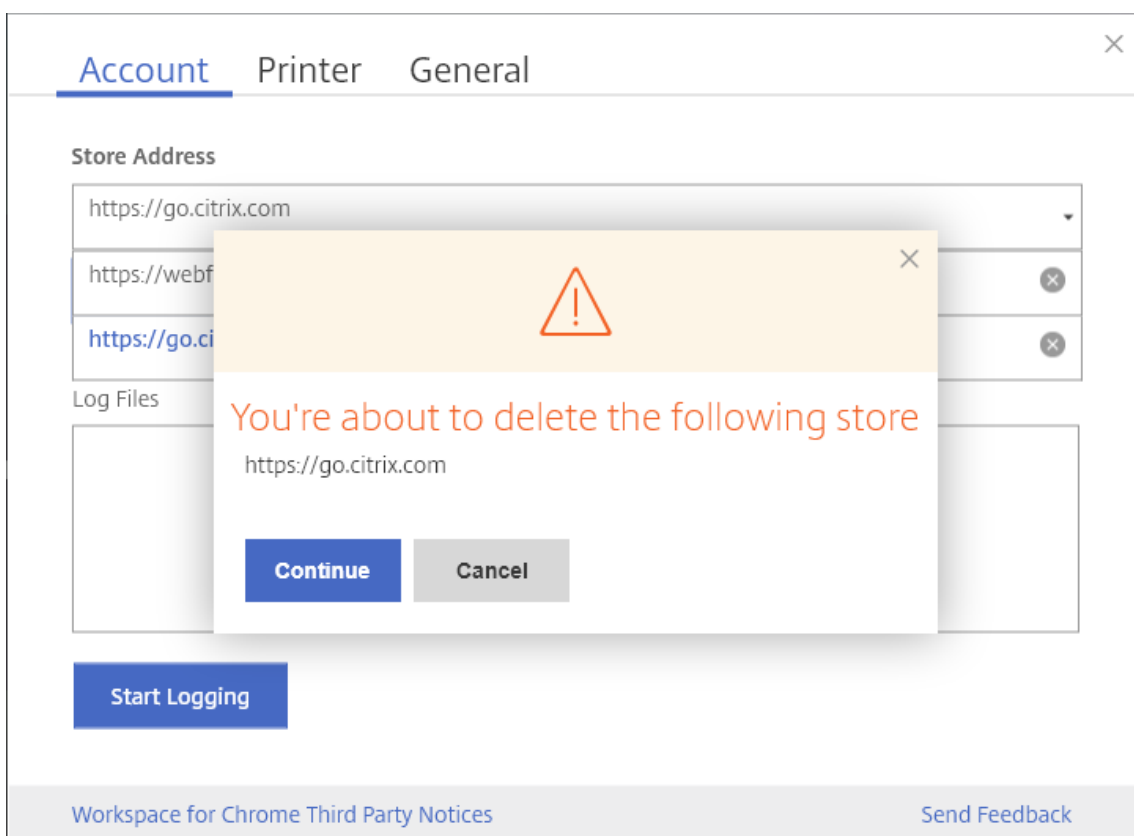 Account Printer General
Store Address
https://go.citrix.com
https://webf
https://go.ci
Log Files
You're about to delete the following store
https://go.citrix.com
Continue Cancel
Start Logging
Workspace for Chrome Third Party Notices Send Feedback